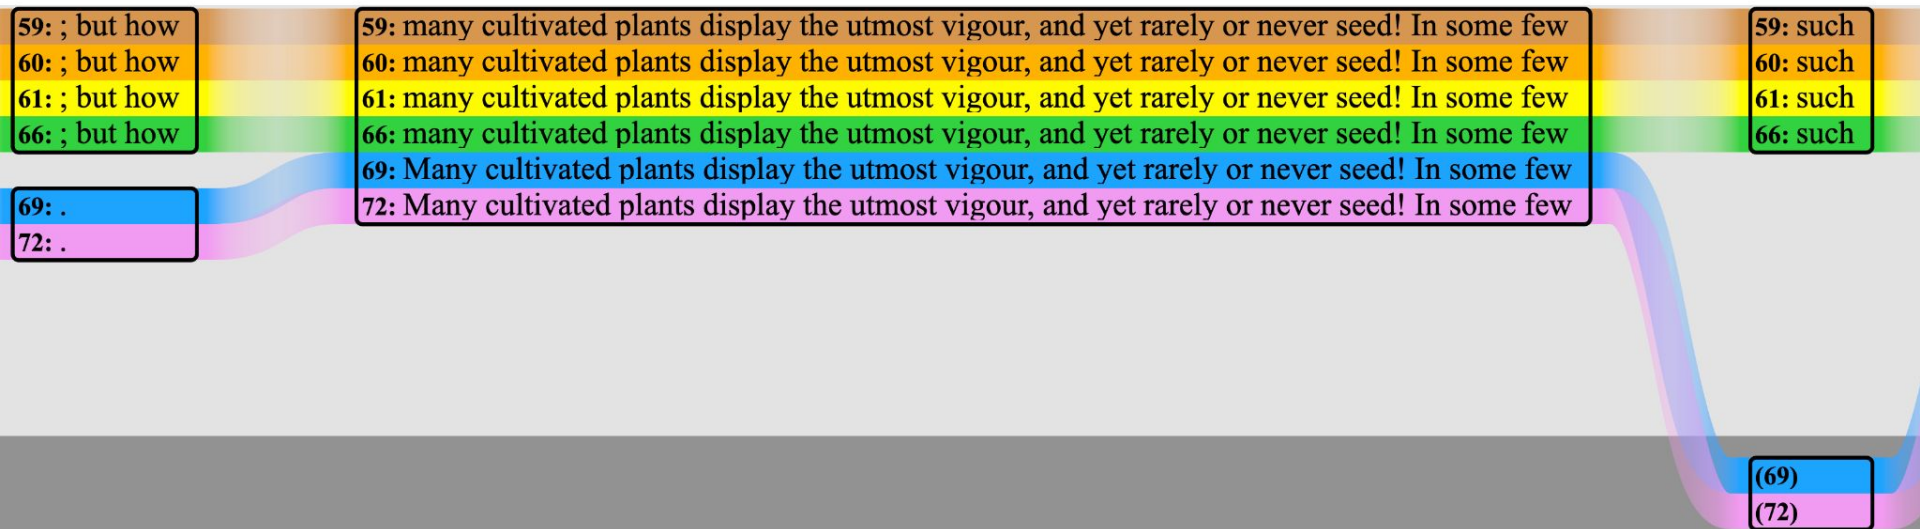 59: ; but how
60: ; but how
61: ; but how
66: ; but how
69: .
72: .
59: many cultivated plants display the utmost vigour, and yet rarely or never seed! In some few
60: many cultivated plants display the utmost vigour, and yet rarely or never seed! In some few
61: many cultivated plants display the utmost vigour, and yet rarely or never seed! In some few
66: many cultivated plants display the utmost vigour, and yet rarely or never seed! In some few
69: Many cultivated plants display the utmost vigour, and yet rarely or never seed! In some few
72: Many cultivated plants display the utmost vigour, and yet rarely or never seed! In some few
59: such
60: such
61: such
66: such
(69)
(72)